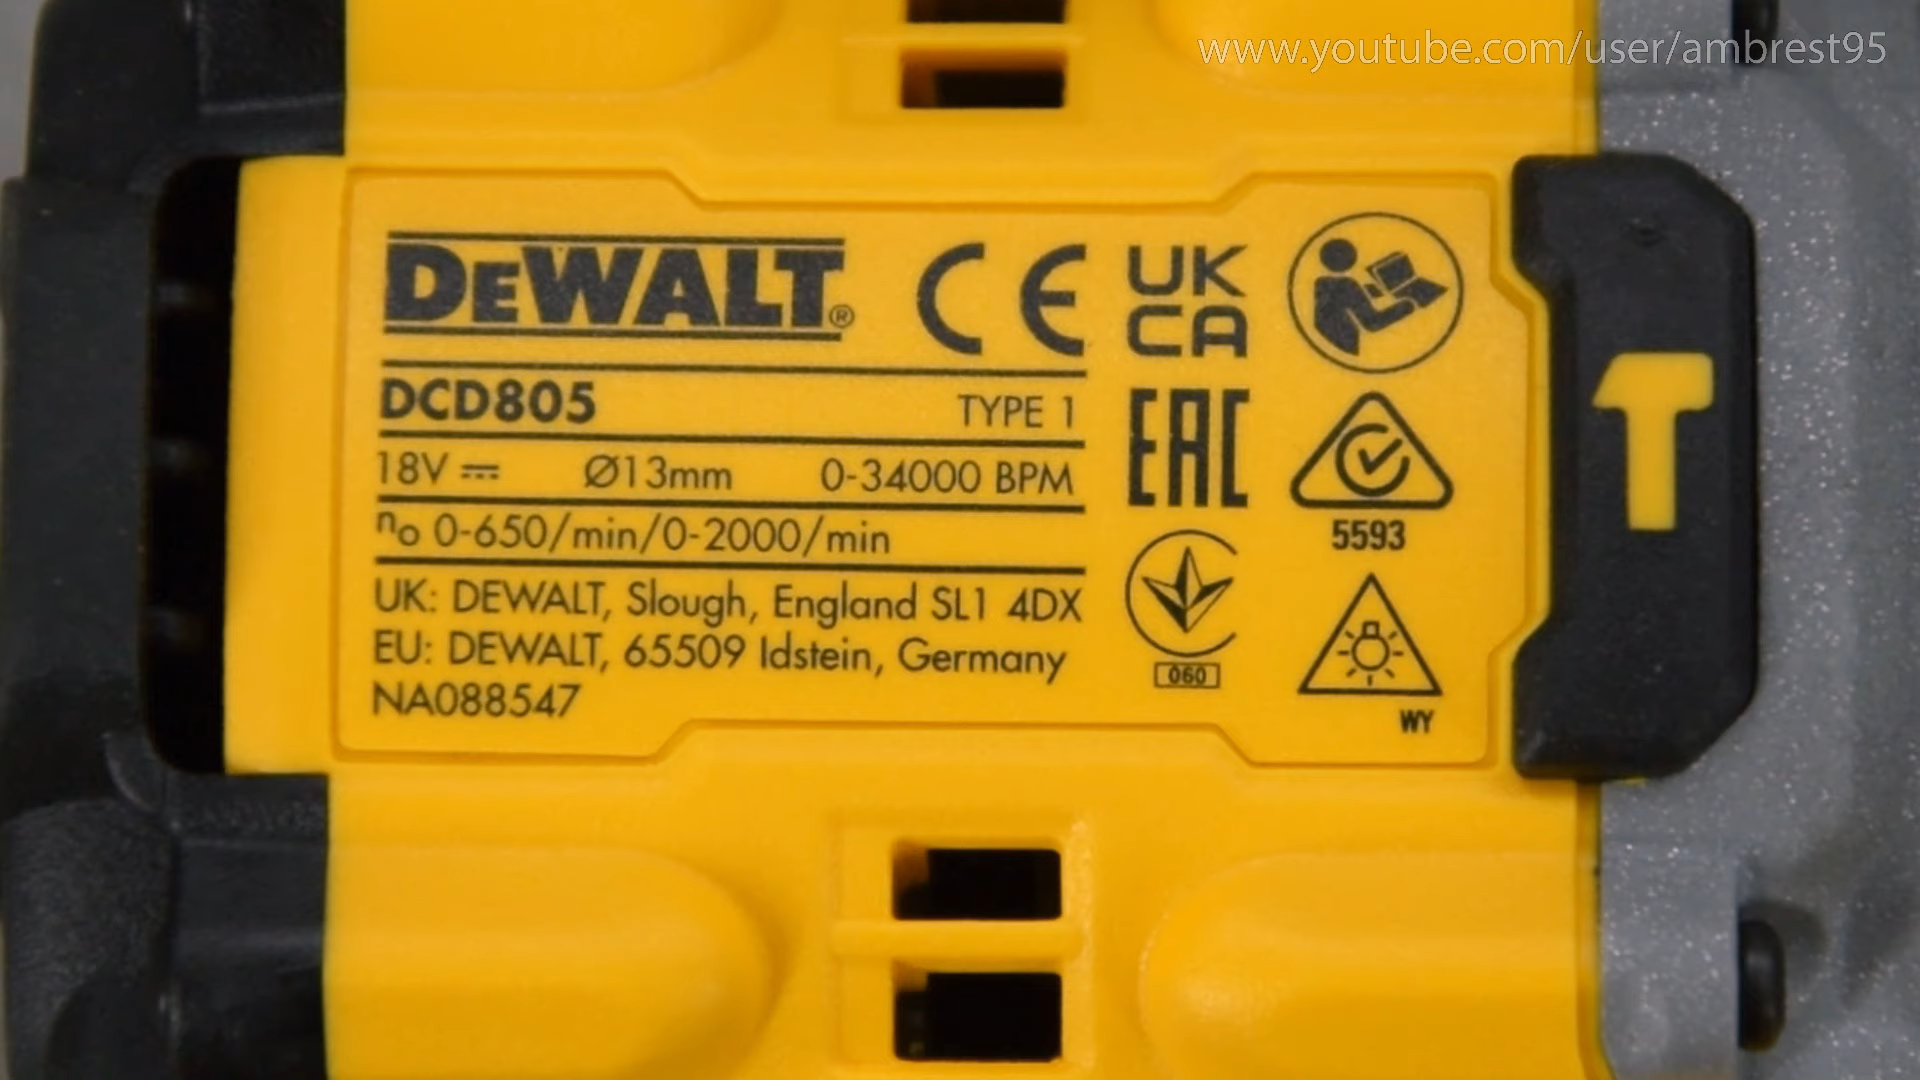 www.youtube.com/user/ambrest95
DEWALT®
CE
UK
CA
DCD805 TYPE 1
EAC
18V Ø13mm 0-34000 BPM
5593
no 0-650/min/0-2000/min
UK: DEWALT, Slough, England SL1 4DX
EU: DEWALT, 65509 Idstein, Germany
NA088547
060
WY